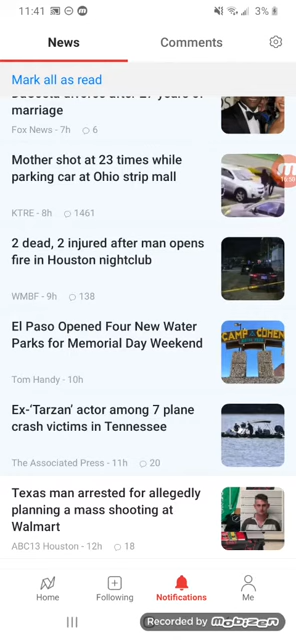 11:41
3%
News
Comments
Mark all as read
marriage
Fox News - 7h
6
Mother shot at 23 times while
parking car at Ohio strip mall
KTRE - 8h
1461
2 dead, 2 injured after man opens
fire in Houston nightclub
WMBF - 9h
138
El Paso Opened Four New Water
Parks for Memorial Day Weekend
CAMP COHEN
Tom Handy - 10h
Ex-‘Tarzan’ actor among 7 plane
crash victims in Tennessee
The Associated Press - 11h
20
Texas man arrested for allegedly
planning a mass shooting at
Walmart
ABC13 Houston - 12h
18
Home
Following
Notifications
Me
Recorded by Mobizen